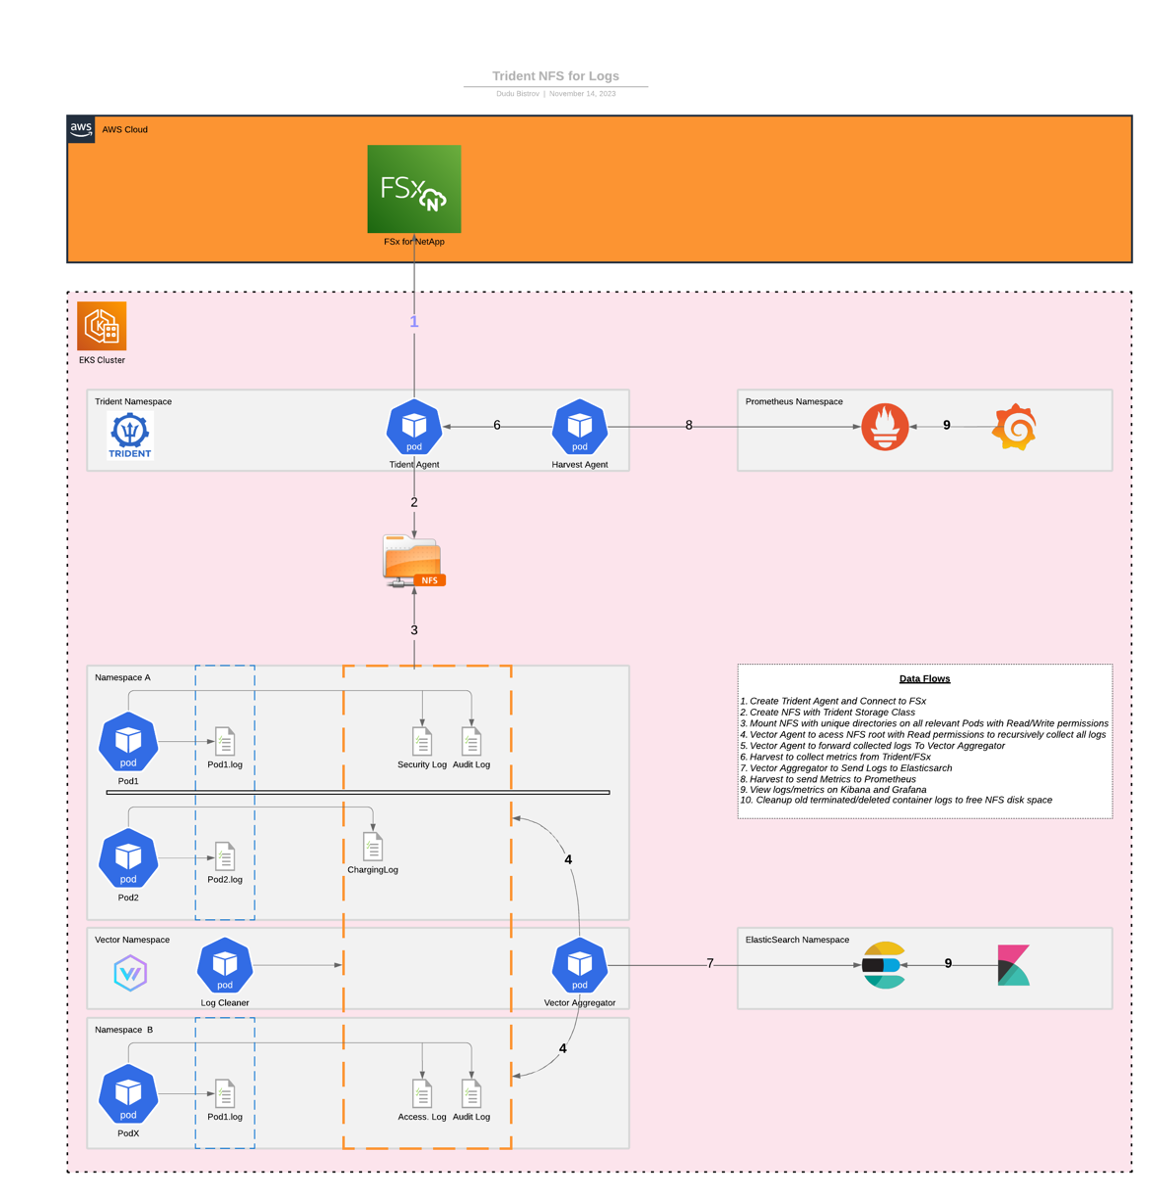 Trident NFS for Logs
Dudu Bistrov | November 14, 2023
aws
AWS Cloud
FSx
N
FSx for NetApp
1
K
EKS Cluster
Trident Namespace
TRIDENT
pod
Tident Agent
6
pod
Harvest Agent
8
Prometheus Namespace
9
2
NFS
3
Namespace A
pod
Pod1
Pod1.log
Security Log
Audit Log
pod
Pod2
Pod2.log
ChargingLog
4
Data Flows
1. Create Trident Agent and Connect to FSx
2. Create NFS with Trident Storage Class
3. Mount NFS with unique directories on all relevant Pods with Read/Write permissions
4. Vector Agent to acess NFS root with Read permissions to recursively collect all logs
5. Vector Agent to forward collected logs To Vector Aggregator
6. Harvest to collect metrics from Trident/FSx
7. Vector Aggregator to Send Logs to Elasticsarch
8. Harvest to send Metrics to Prometheus
9. View logs/metrics on Kibana and Grafana
10. Cleanup old terminated/deleted container logs to free NFS disk space
Vector Namespace
Log Cleaner
pod
Vector Aggregator
7
ElasticSearch Namespace
9
4
Namespace B
pod
PodX
Pod1.log
Access. Log
Audit Log